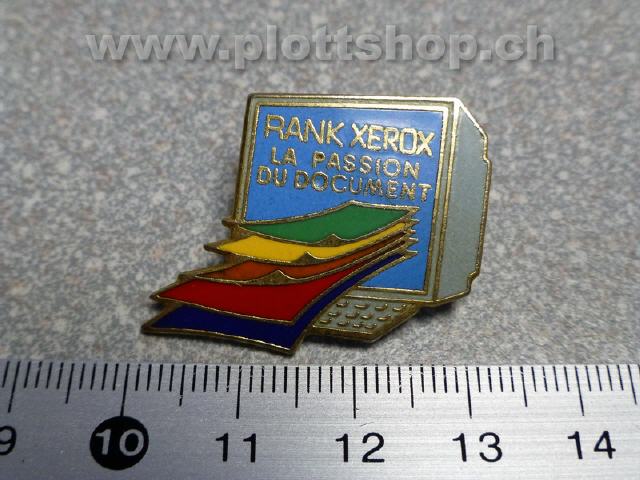 www.plottshop.ch
RANK XEROX
LA PASSION
DU DOCUMENT
9 10 11 12 13 14